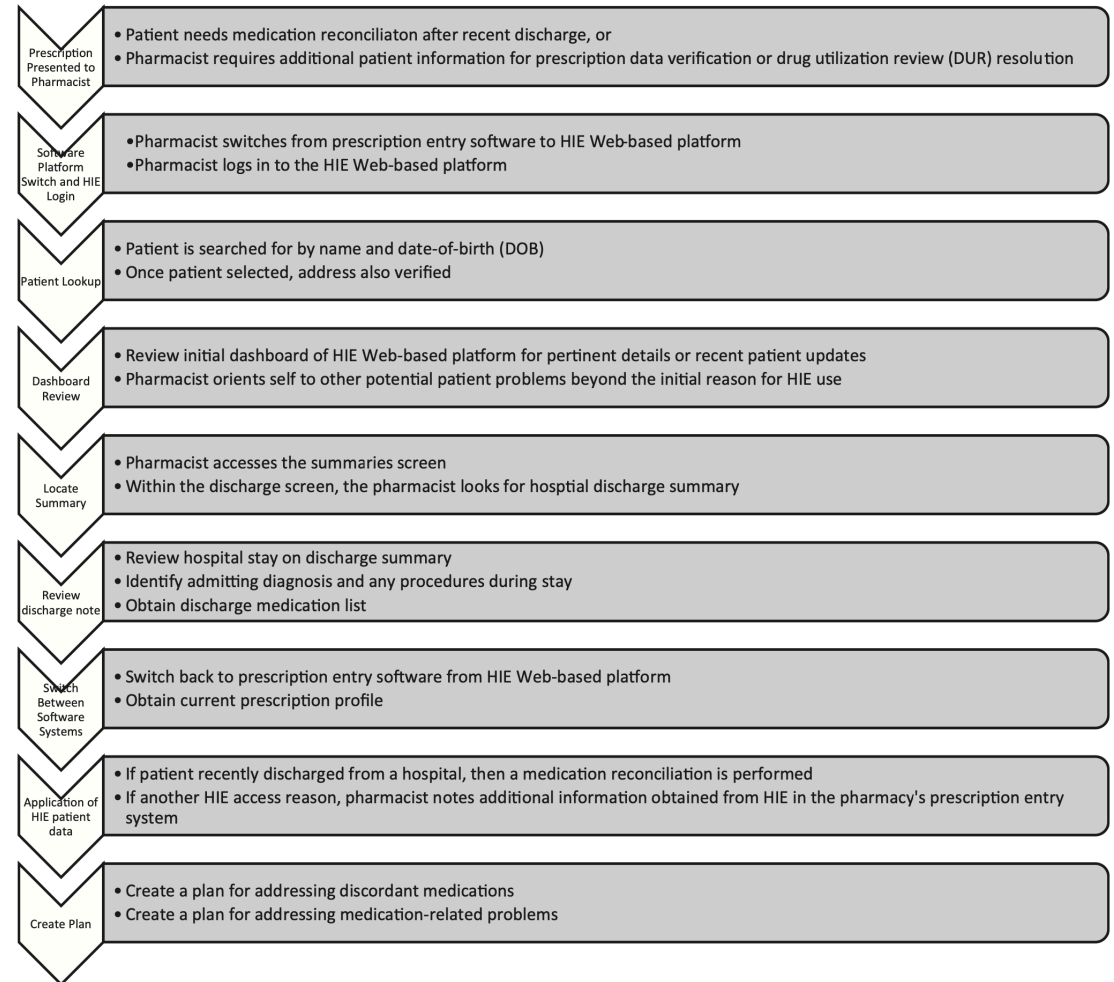 Prescription
Presented to
Pharmacist
• Patient needs medication reconciliaton after recent discharge, or
• Pharmacist requires additional patient information for prescription data verification or drug utilization review (DUR) resolution
Software
Platform
Switch and HIE
Login
•Pharmacist switches from prescription entry software to HIE Web-based platform
•Pharmacist logs in to the HIE Web-based platform
Patient Lookup
• Patient is searched for by name and date-of-birth (DOB)
• Once patient selected, address also verified
Dashboard
Review
• Review initial dashboard of HIE Web-based platform for pertinent details or recent patient updates
• Pharmacist orients self to other potential patient problems beyond the initial reason for HIE use
Locate
Summary
• Pharmacist accesses the summaries screen
• Within the discharge screen, the pharmacist looks for hosptial discharge summary
Review
discharge note
• Review hospital stay on discharge summary
• Identify admitting diagnosis and any procedures during stay
• Obtain discharge medication list
Switch
Between
Software
Systems
• Switch back to prescription entry software from HIE Web-based platform
• Obtain current prescription profile
Application of
HIE patient
data
• If patient recently discharged from a hospital, then a medication reconciliation is performed
• If another HIE access reason, pharmacist notes additional information obtained from HIE in the pharmacy's prescription entry
system
Create Plan
• Create a plan for addressing discordant medications
• Create a plan for addressing medication-related problems